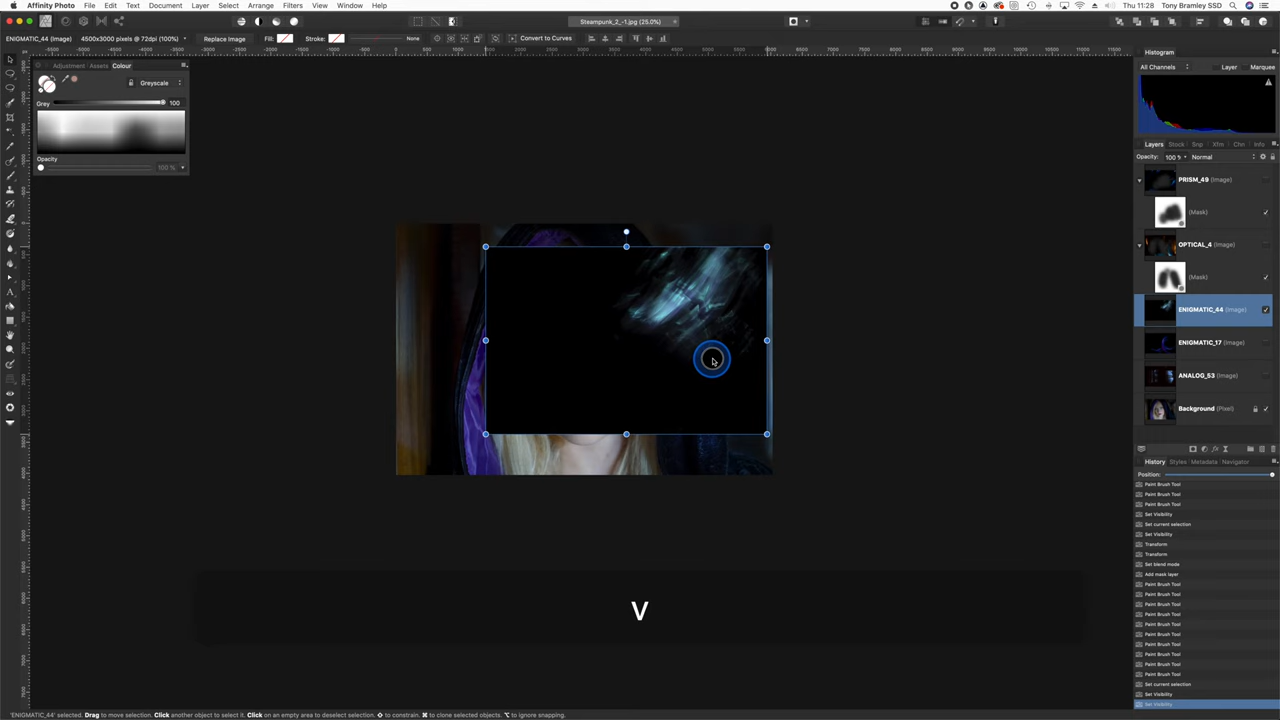 Affinity Photo File Edit Text Document Layer Select Arrange Filters View Window Help Thu 11:28 Tony Bramley SSD
Steampunk_2_-1.jpg (25.0%)
ENIGMATIC_44 (Image) 4500x3000 pixels @ 72dpi Replace Image Fill: Stroke: None Convert to Curves
Adjustment Assets Colour
Greyscale
Grey 100
Opacity
100 %
V
Histogram
All Channels Layer Marquee
Layers Stock Snp Xfm Chn Info
Opacity: 100 % Normal
PRISM_49 (Image)
(Mask)
OPTICAL_4 (Image)
(Mask)
ENIGMATIC_44 (Image)
ENIGMATIC_17 (Image)
ANALOG_53 (Image)
Background (Pixel)
History Styles Metadata Navigator
Position:
Paint Brush Tool
Paint Brush Tool
Paint Brush Tool
Set Visibility
Set current selection
Set Visibility
Transform
Transform
Set blend mode
Add mask layer
Paint Brush Tool
Paint Brush Tool
Paint Brush Tool
Paint Brush Tool
Paint Brush Tool
Paint Brush Tool
Paint Brush Tool
Paint Brush Tool
Paint Brush Tool
Paint Brush Tool
Set current selection
Set Visibility
Set Visibility
'ENIGMATIC_44' selected. Drag to move selection. Click another object to select it. Click on an empty area to deselect selection. ⇧ to constrain. ⌘ to clone selected objects. ⌥ to ignore snapping.